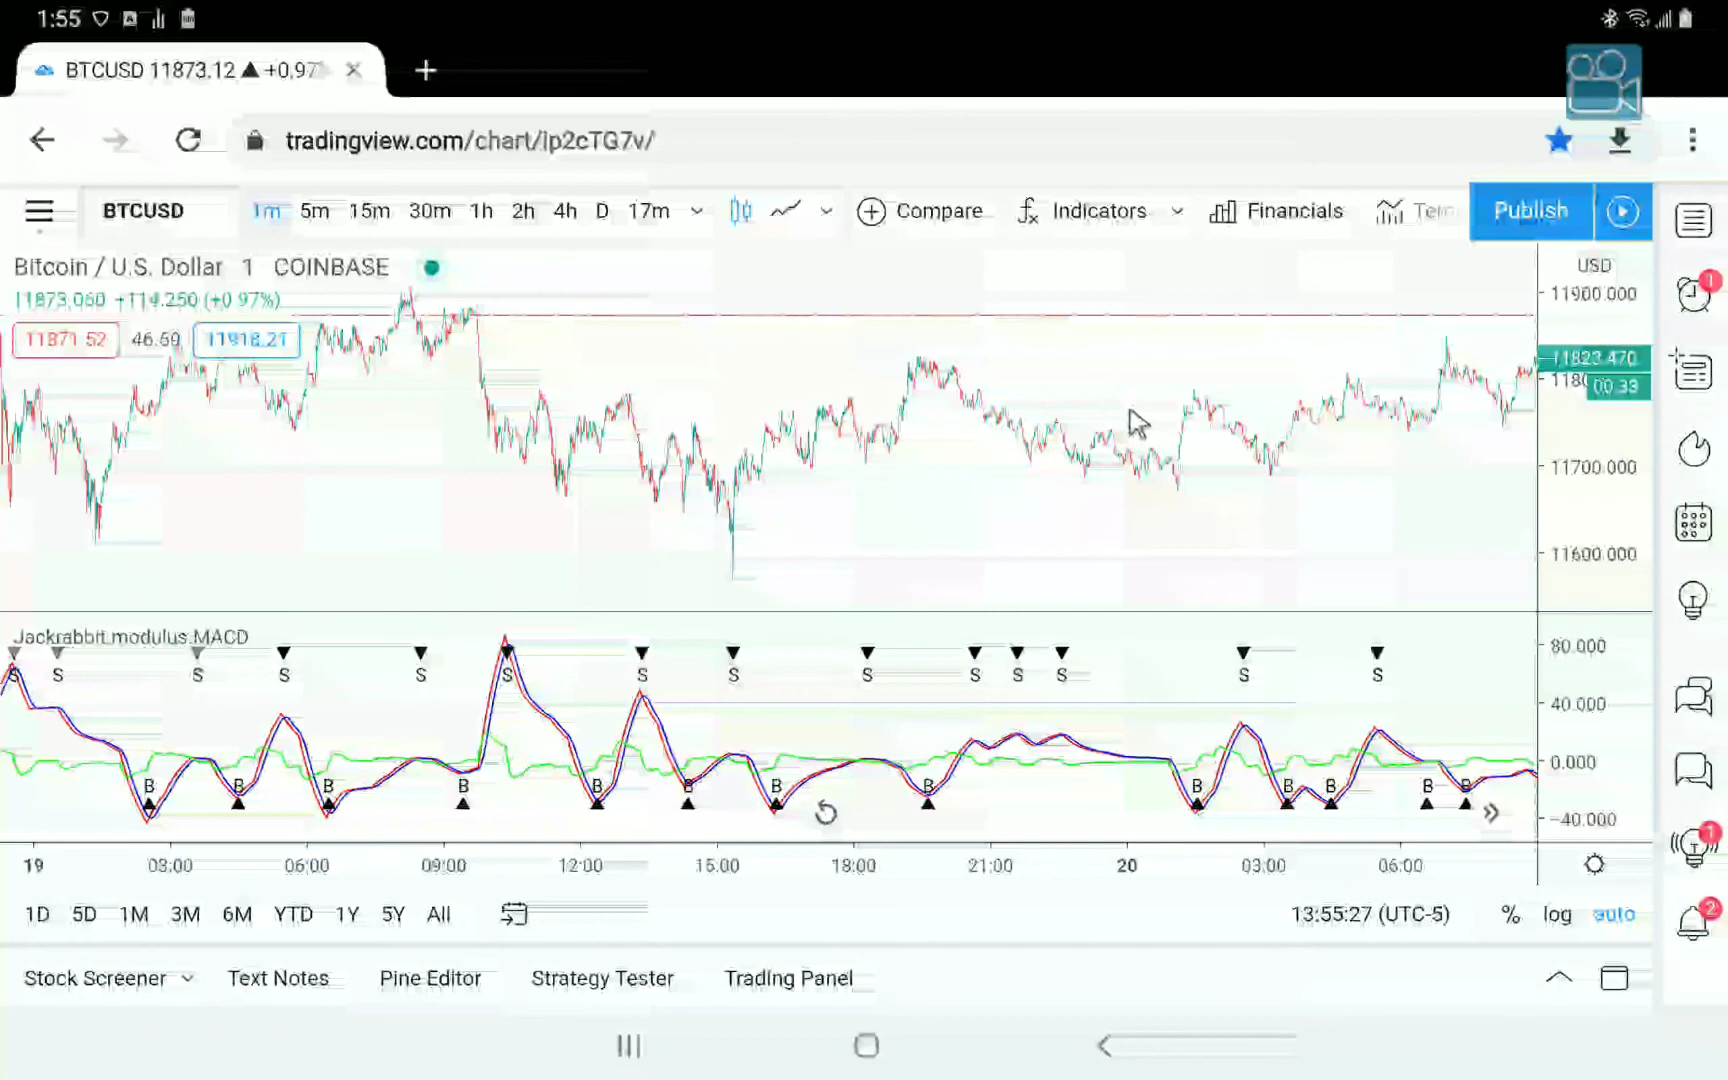 1:55
BTCUSD 11873.12 ▲ +0.97
tradingview.com/chart/ip2cTG7v/
BTCUSD 1m 5m 15m 30m 1h 2h 4h D 17m Compare Indicators Financials Publish
Bitcoin / U.S. Dollar 1 COINBASE
USD
11873.060 +114.250 (+0.97%)
11900.000
11871.52 46.69 11918.21
11823.470
00:33
11700.000
11600.000
Jackrabbit.modulus.MACD
80.000
S S S S S S S S S S S S S S
40.000
0.000
B B B B B B B B B B B B B
-40.000
19 03:00 06:00 09:00 12:00 15:00 18:00 21:00 20 03:00 06:00
1D 5D 1M 3M 6M YTD 1Y 5Y All 13:55:27 (UTC-5) % log auto
Stock Screener Text Notes Pine Editor Strategy Tester Trading Panel
1
1
2